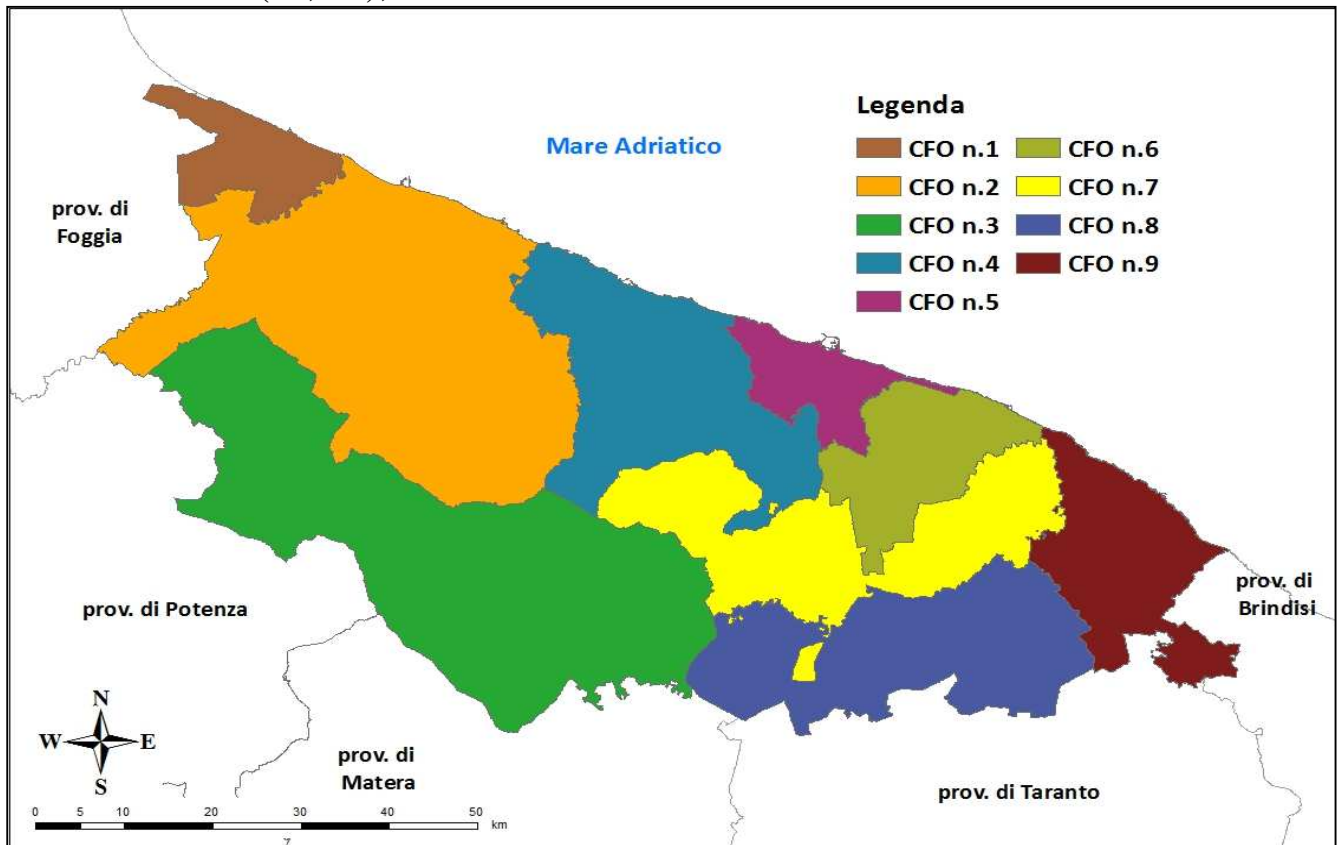 Legenda
CFO n.1
CFO n.2
CFO n.3
CFO n.4
CFO n.5
CFO n.6
CFO n.7
CFO n.8
CFO n.9
Mare Adriatico
prov. di
Foggia
prov. di Potenza
prov. di
Matera
prov. di Taranto
prov. di
Brindisi
N
W E
S
0 5 10 20 30 40 50
km